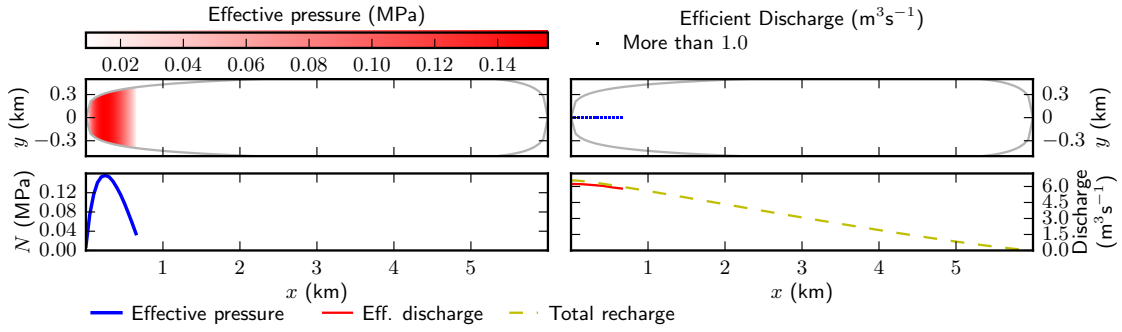 Effective pressure (MPa)
0.02 0.04 0.06 0.08 0.10 0.12 0.14
Efficient Discharge (m³s⁻¹)
More than 1.0
y (km)
0.3
0
−0.3
0.3
0
−0.3
y (km)
N (MPa)
0.12
0.08
0.04
0.00
1 2 3 4 5
x (km)
6.0
4.5
3.0
1.5
0.0
Discharge
(m³s⁻¹)
1 2 3 4 5
x (km)
Effective pressure Eff. discharge Total recharge